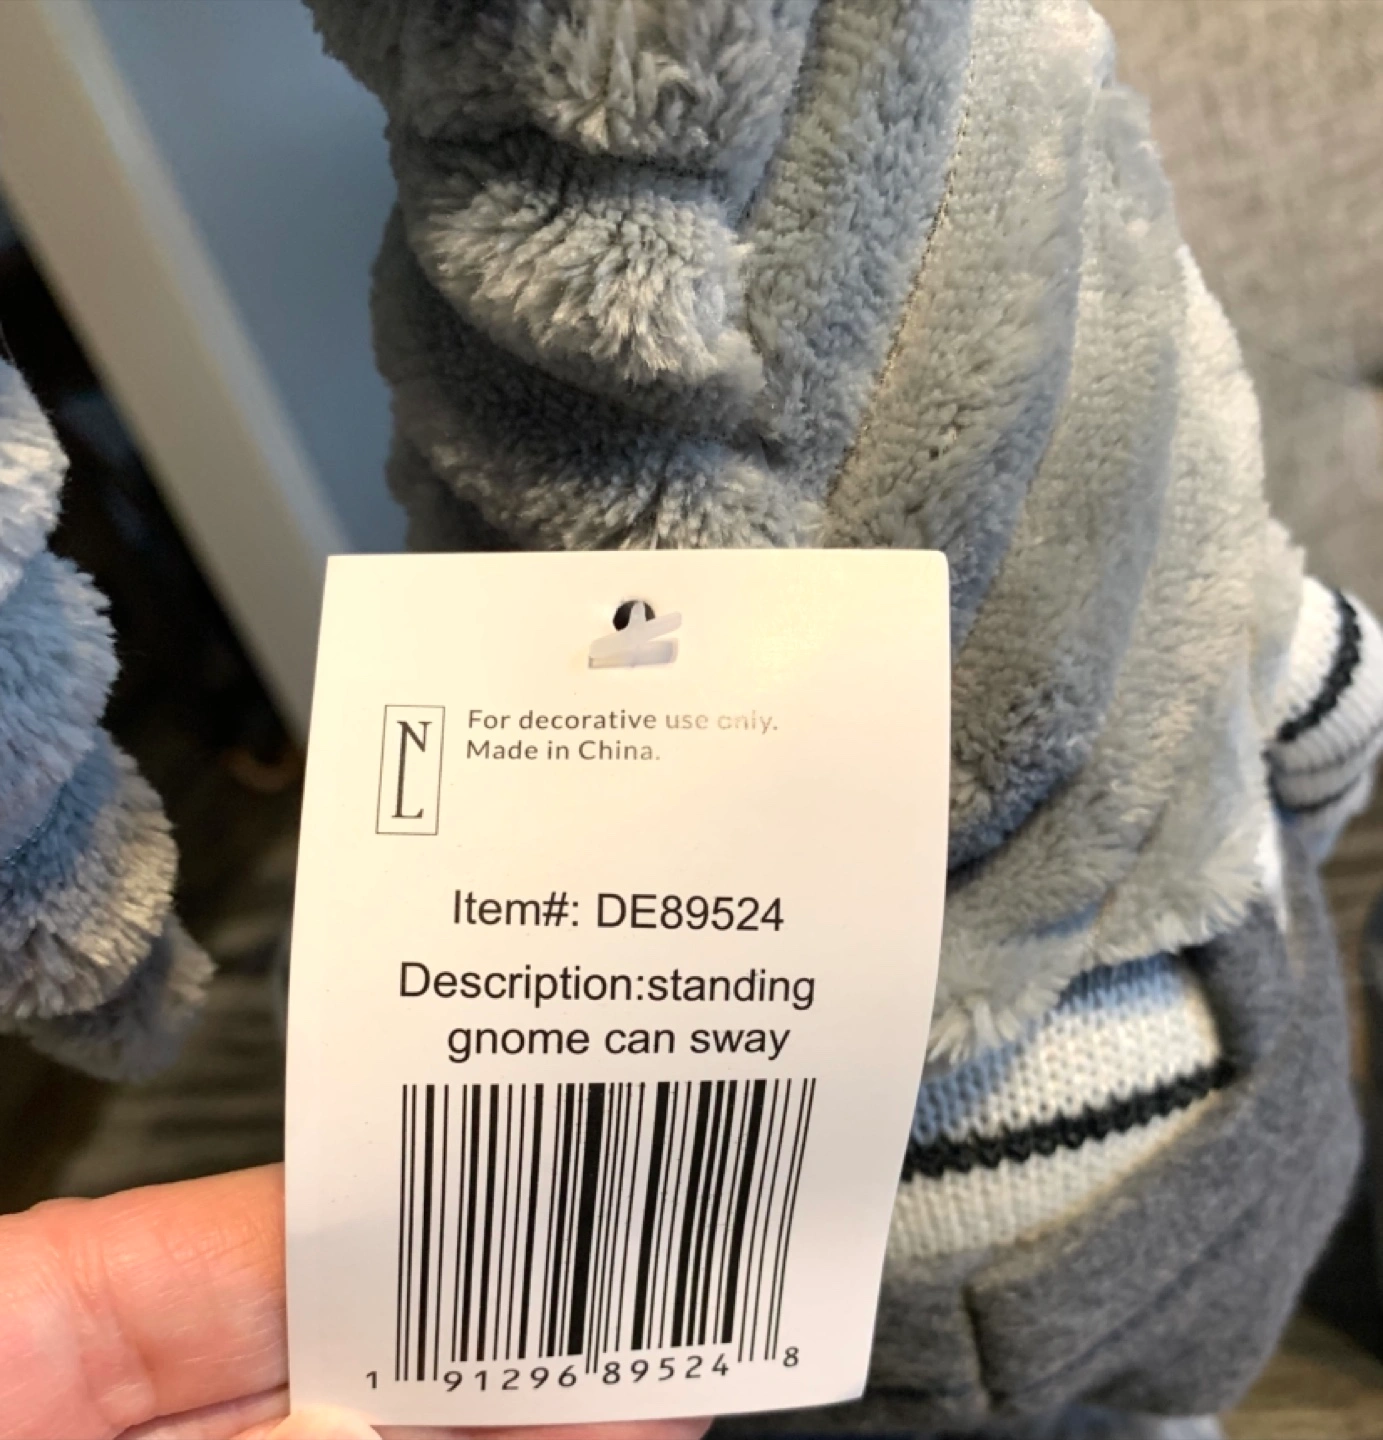 NL
For decorative use only.
Made in China.
Item#: DE89524
Description:standing
gnome can sway
1 91296 89524 8